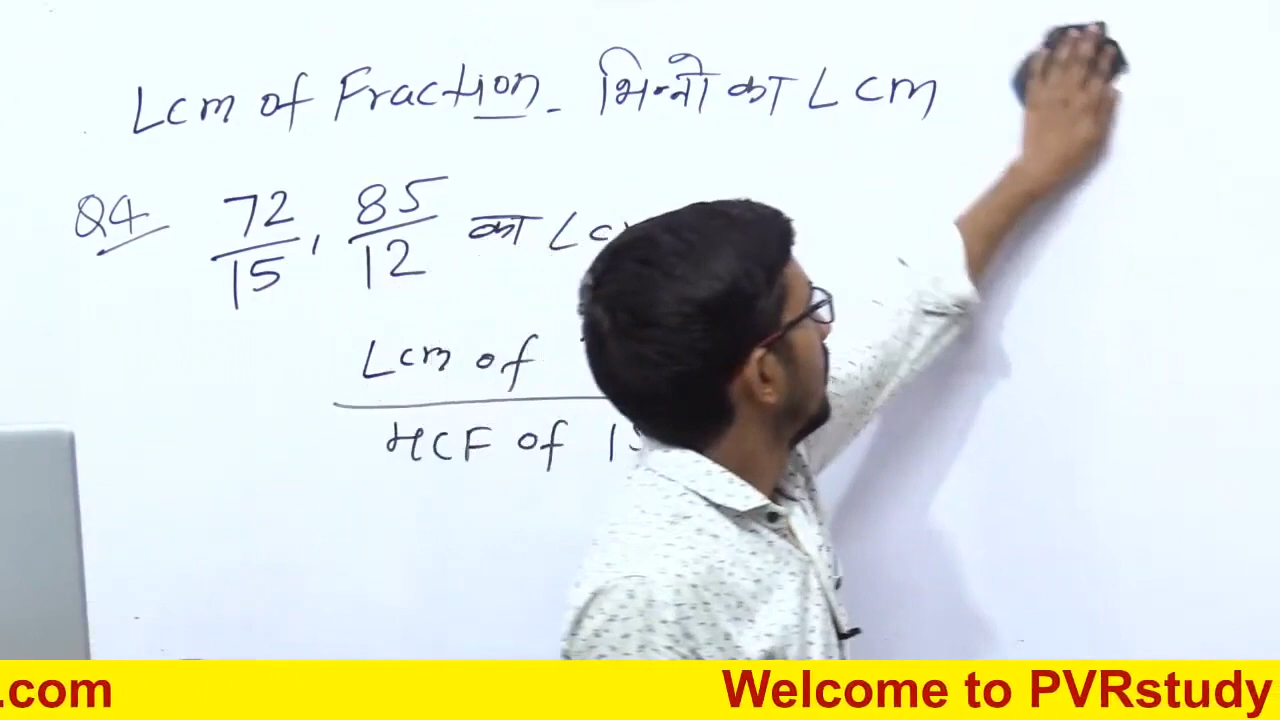 Lcm of Fraction - भिन्नो का Lcm
Q4 72/15, 85/12 का
Lcm of
HCF of
.com Welcome to PVRstudy